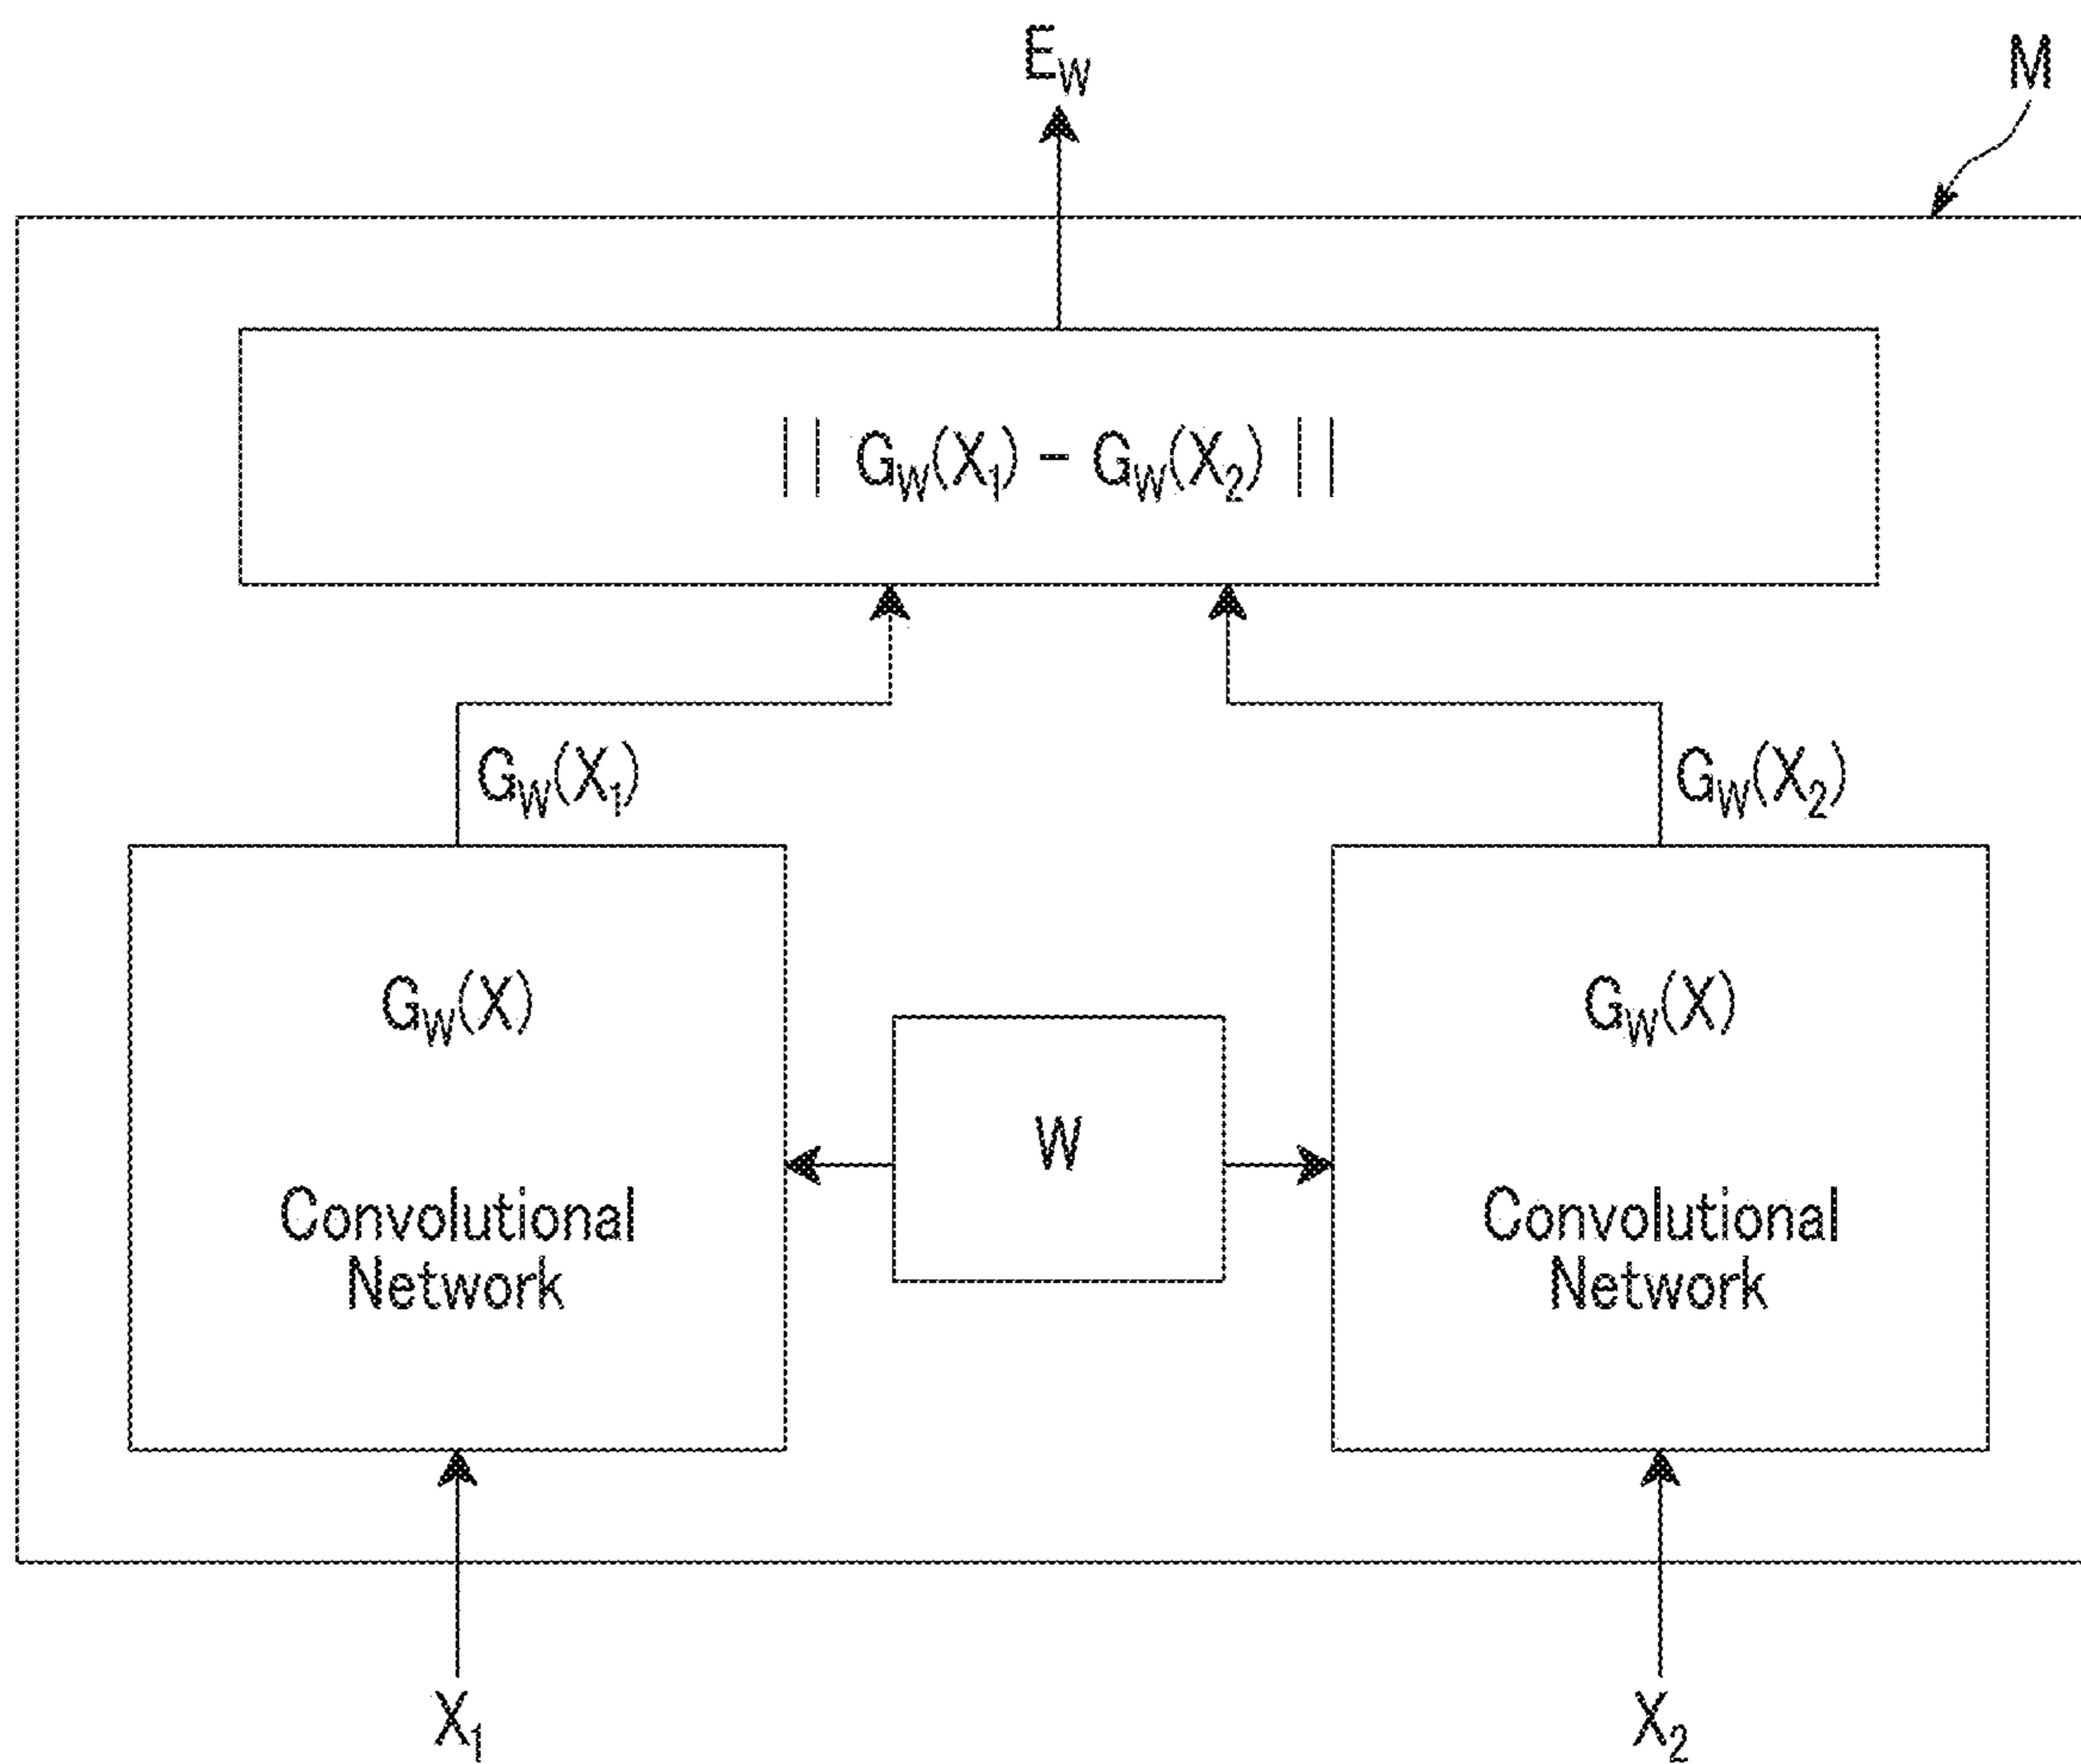 E_W
M
|| G_W(X_1) - G_W(X_2) ||
G_W(X_1)
G_W(X_2)
G_W(X)
Convolutional
Network
W
G_W(X)
Convolutional
Network
X_1
X_2